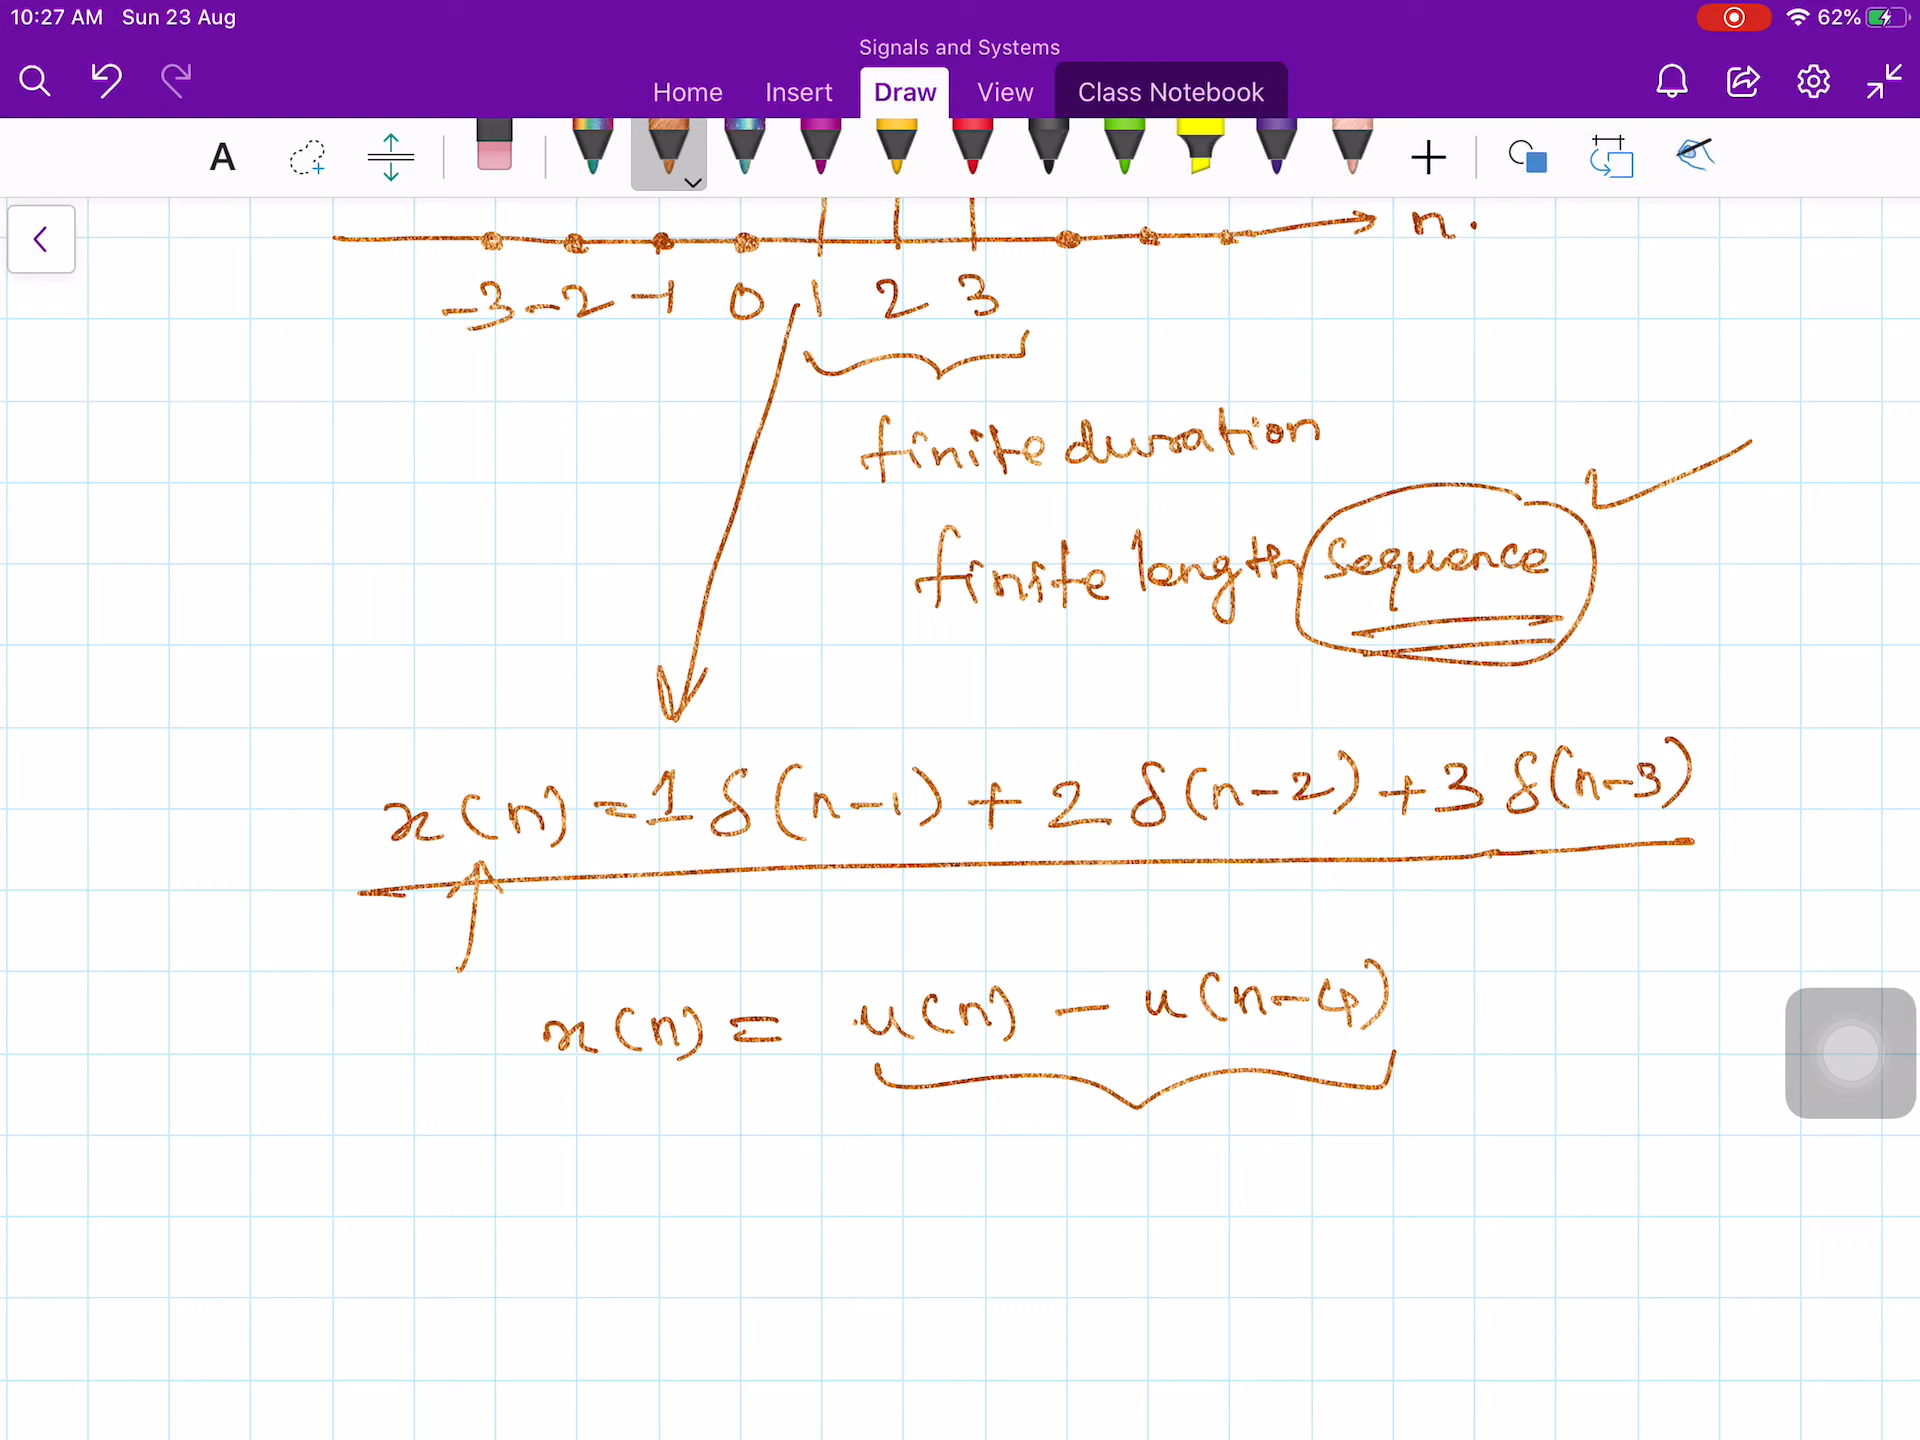 10:27 AM Sun 23 Aug
62%
Signals and Systems
Home Insert Draw View Class Notebook
A
n.
-3 -2 -1 0 1 2 3
finite duration
finite length sequence
x(n) = 1 δ(n-1) + 2 δ(n-2) + 3 δ(n-3)
x(n) = u(n) - u(n-4)